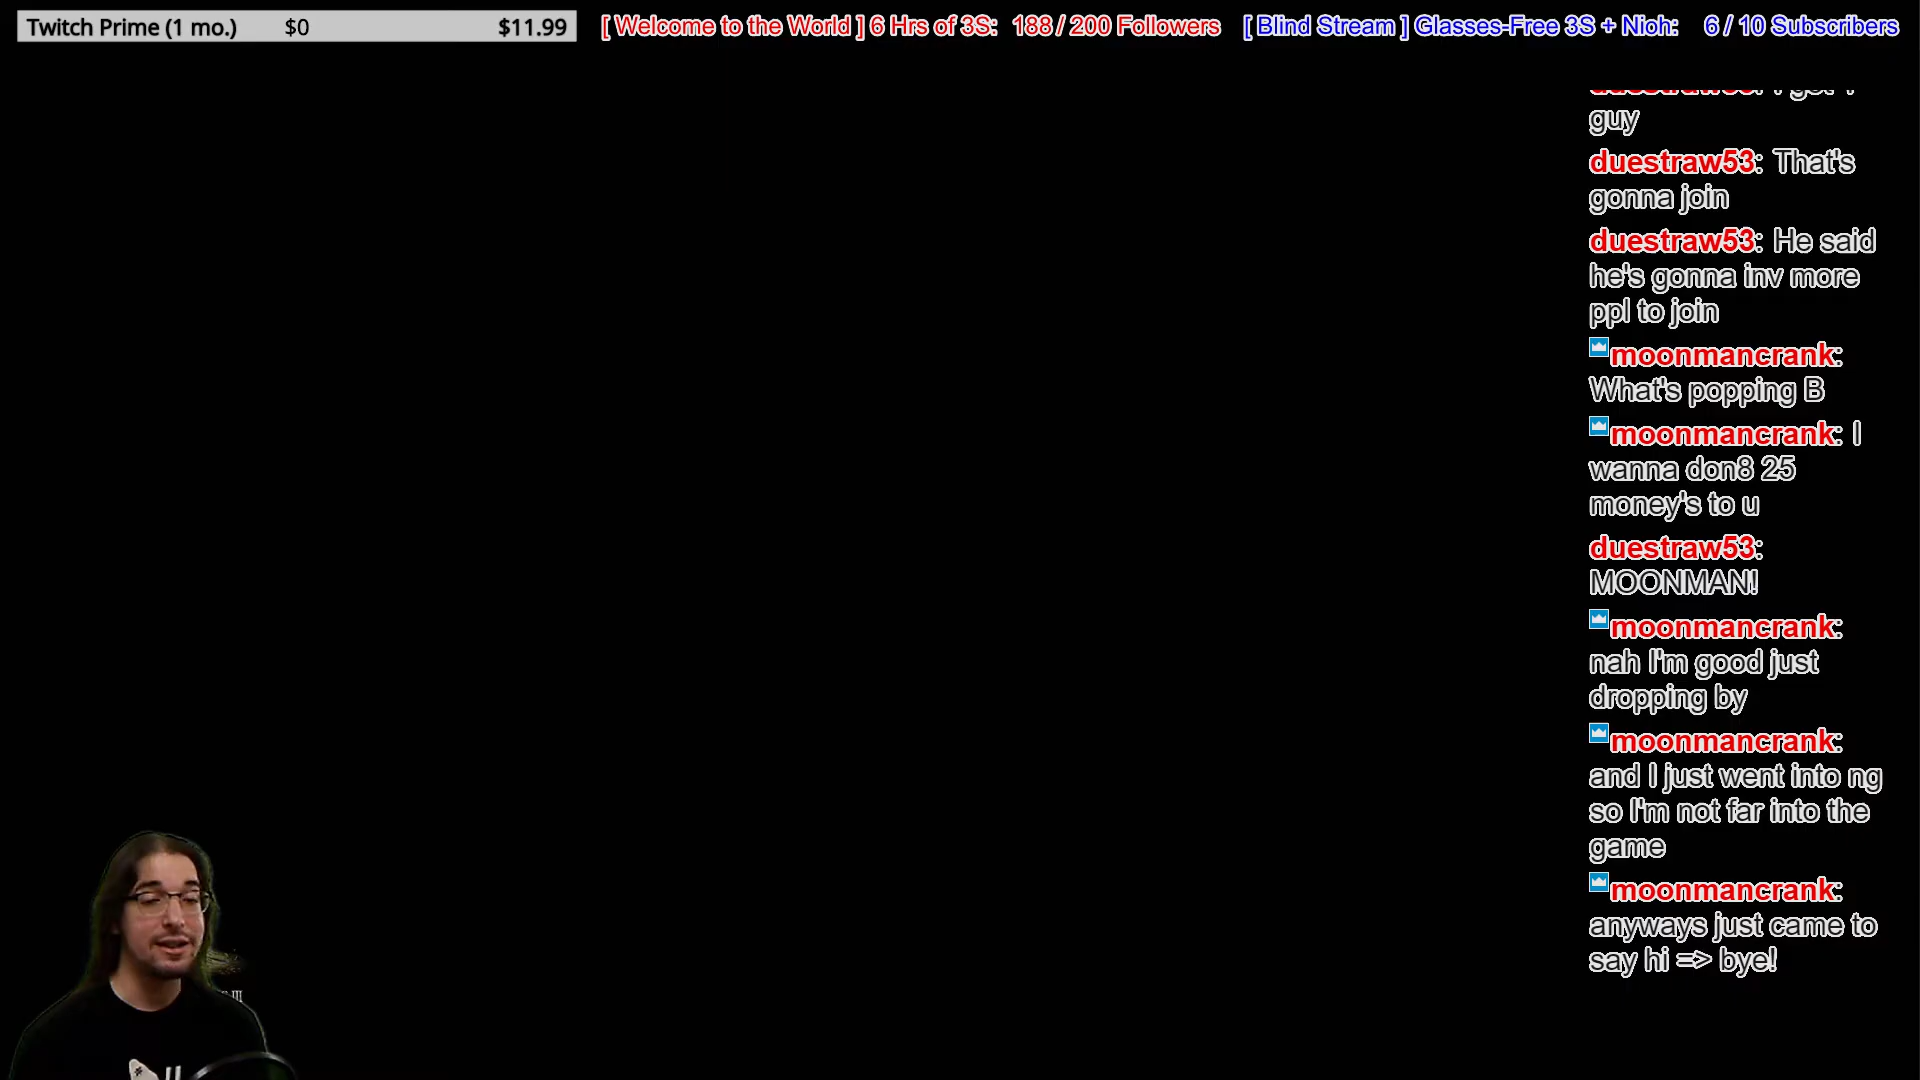 Twitch Prime (1 mo.) $0 $11.99
[ Welcome to the World ] 6 Hrs of 3S: 188 / 200 Followers
[ Blind Stream ] Glasses-Free 3S + Nioh: 6 / 10 Subscribers
guy
duestraw53: That's
gonna join
duestraw53: He said
he's gonna inv more
ppl to join
moonmancrank:
What's popping B
moonmancrank: I
wanna don8 25
money's to u
duestraw53:
MOONMAN!
moonmancrank:
nah I'm good just
dropping by
moonmancrank:
and I just went into ng
so I'm not far into the
game
moonmancrank:
anyways just came to
say hi => bye!
III